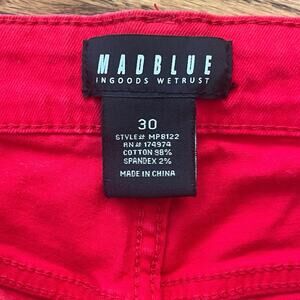 MADBLUE
INGOODS WETRUST
30
STYLE# MP8122
RN# 174974
COTTON 98%
SPANDEX 2%
MADE IN CHINA